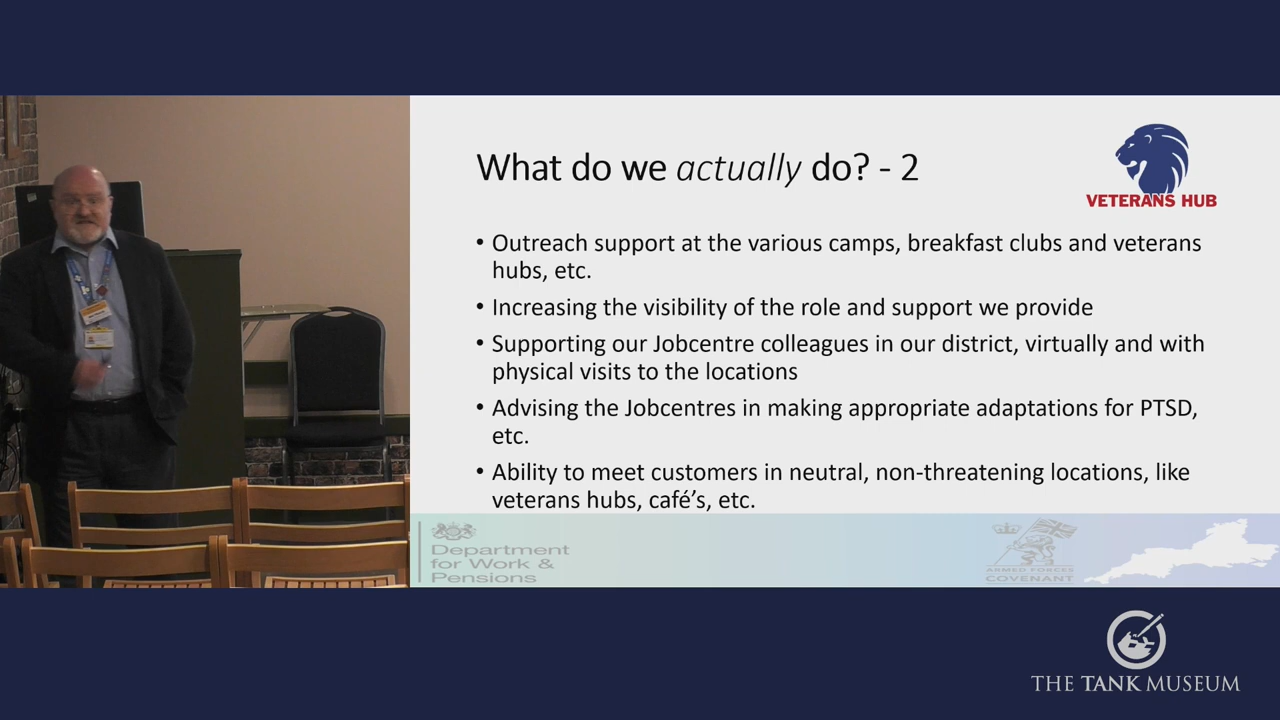 What do we actually do? - 2
VETERANS HUB
• Outreach support at the various camps, breakfast clubs and veterans
hubs, etc.
• Increasing the visibility of the role and support we provide
• Supporting our Jobcentre colleagues in our district, virtually and with
physical visits to the locations
• Advising the Jobcentres in making appropriate adaptations for PTSD,
etc.
• Ability to meet customers in neutral, non-threatening locations, like
veterans hubs, café's, etc.
Department
for Work &
Pensions
ARMED FORCES
COVENANT
THE TANK MUSEUM